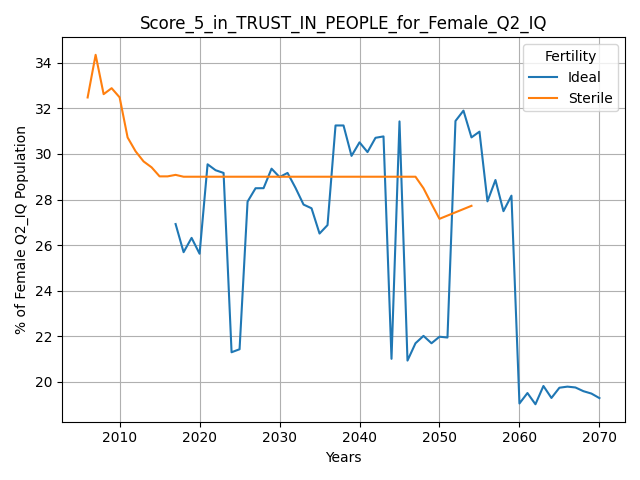 Score_5_in_TRUST_IN_PEOPLE_for_Female_Q2_IQ
% of Female Q2_IQ Population
34
32
30
28
26
24
22
20
Fertility
Ideal
Sterile
2010 2020 2030 2040 2050 2060 2070
Years